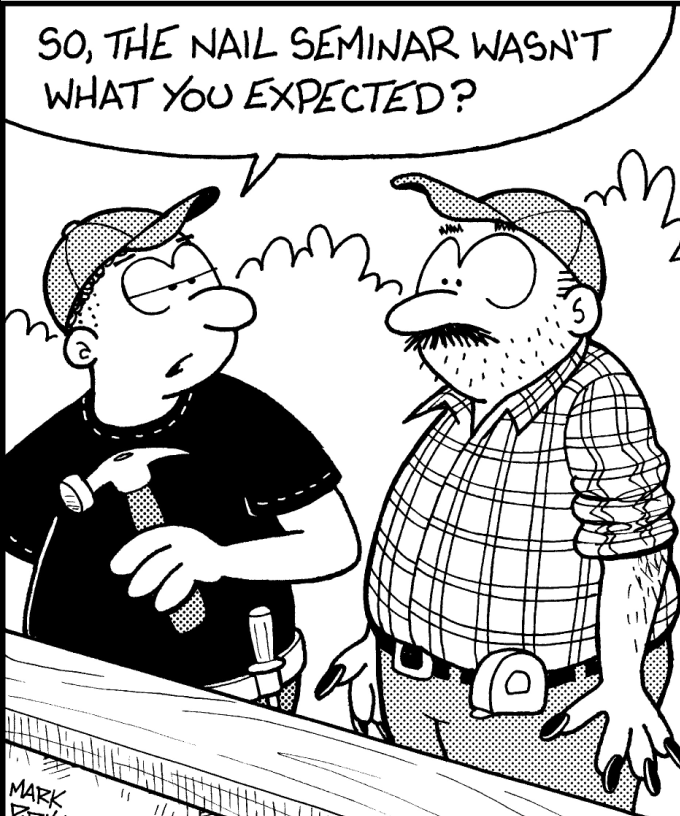 SO, THE NAIL SEMINAR WASN'T
WHAT YOU EXPECTED?
MARK